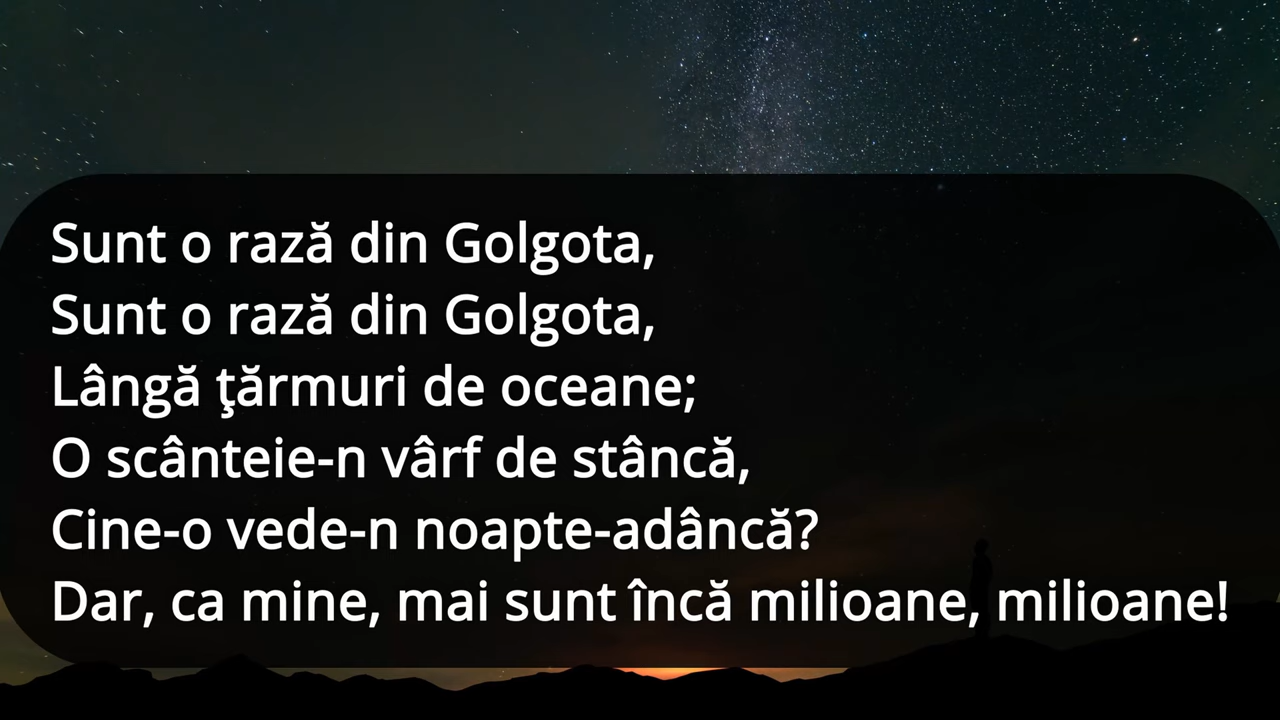 Sunt o rază din Golgota,
Sunt o rază din Golgota,
Lângă ţărmuri de oceane;
O scânteie-n vârf de stâncă,
Cine-o vede-n noapte-adâncă?
Dar, ca mine, mai sunt încă milioane, milioane!